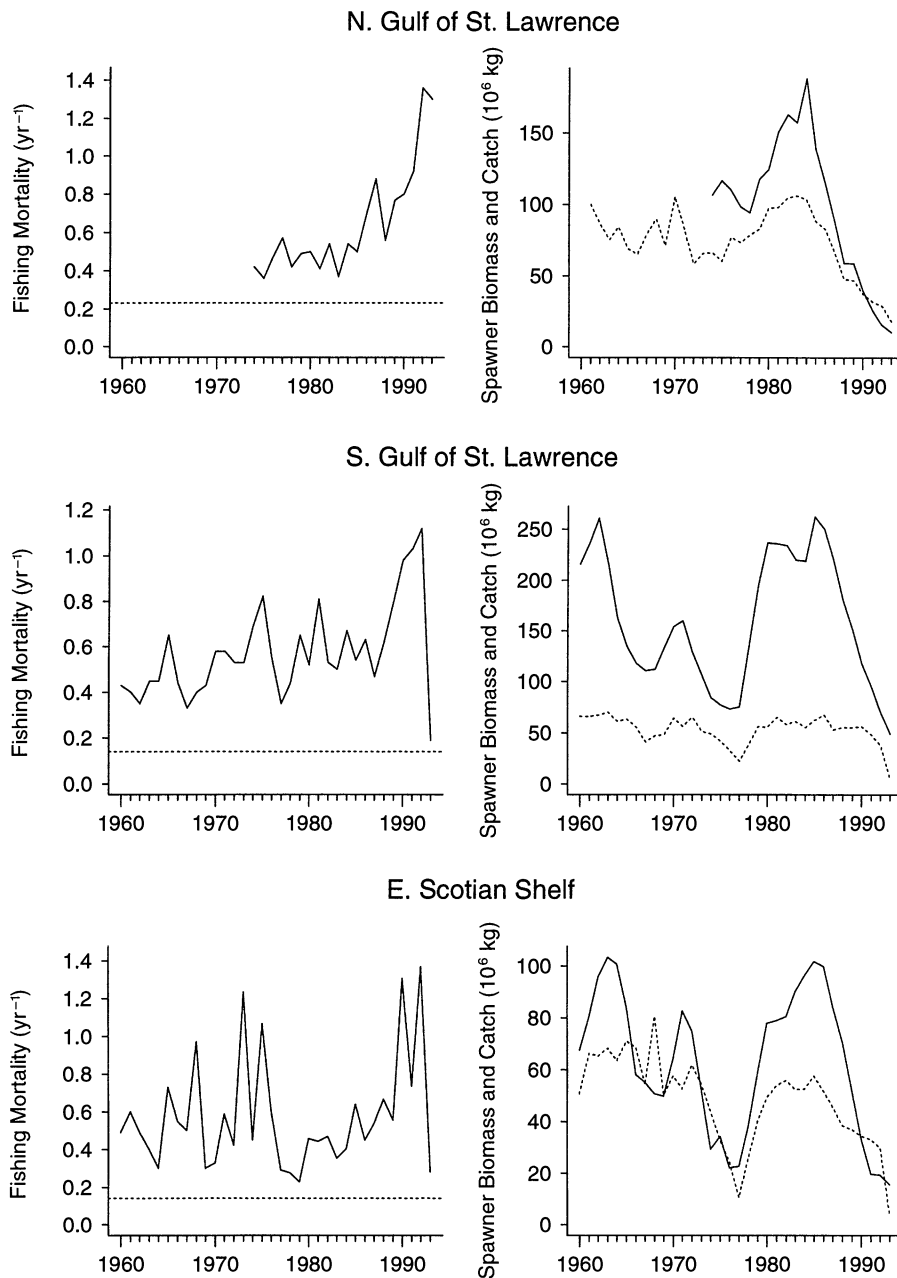 N. Gulf of St. Lawrence
Fishing Mortality (yr⁻¹)
1.4
1.2
1.0
0.8
0.6
0.4
0.2
0.0
1960 1970 1980 1990
Spawner Biomass and Catch (10⁶ kg)
150
100
50
0
1960 1970 1980 1990
S. Gulf of St. Lawrence
Fishing Mortality (yr⁻¹)
1.2
1.0
0.8
0.6
0.4
0.2
0.0
1960 1970 1980 1990
Spawner Biomass and Catch (10⁶ kg)
250
200
150
100
50
0
1960 1970 1980 1990
E. Scotian Shelf
Fishing Mortality (yr⁻¹)
1.4
1.2
1.0
0.8
0.6
0.4
0.2
0.0
1960 1970 1980 1990
Spawner Biomass and Catch (10⁶ kg)
100
80
60
40
20
0
1960 1970 1980 1990